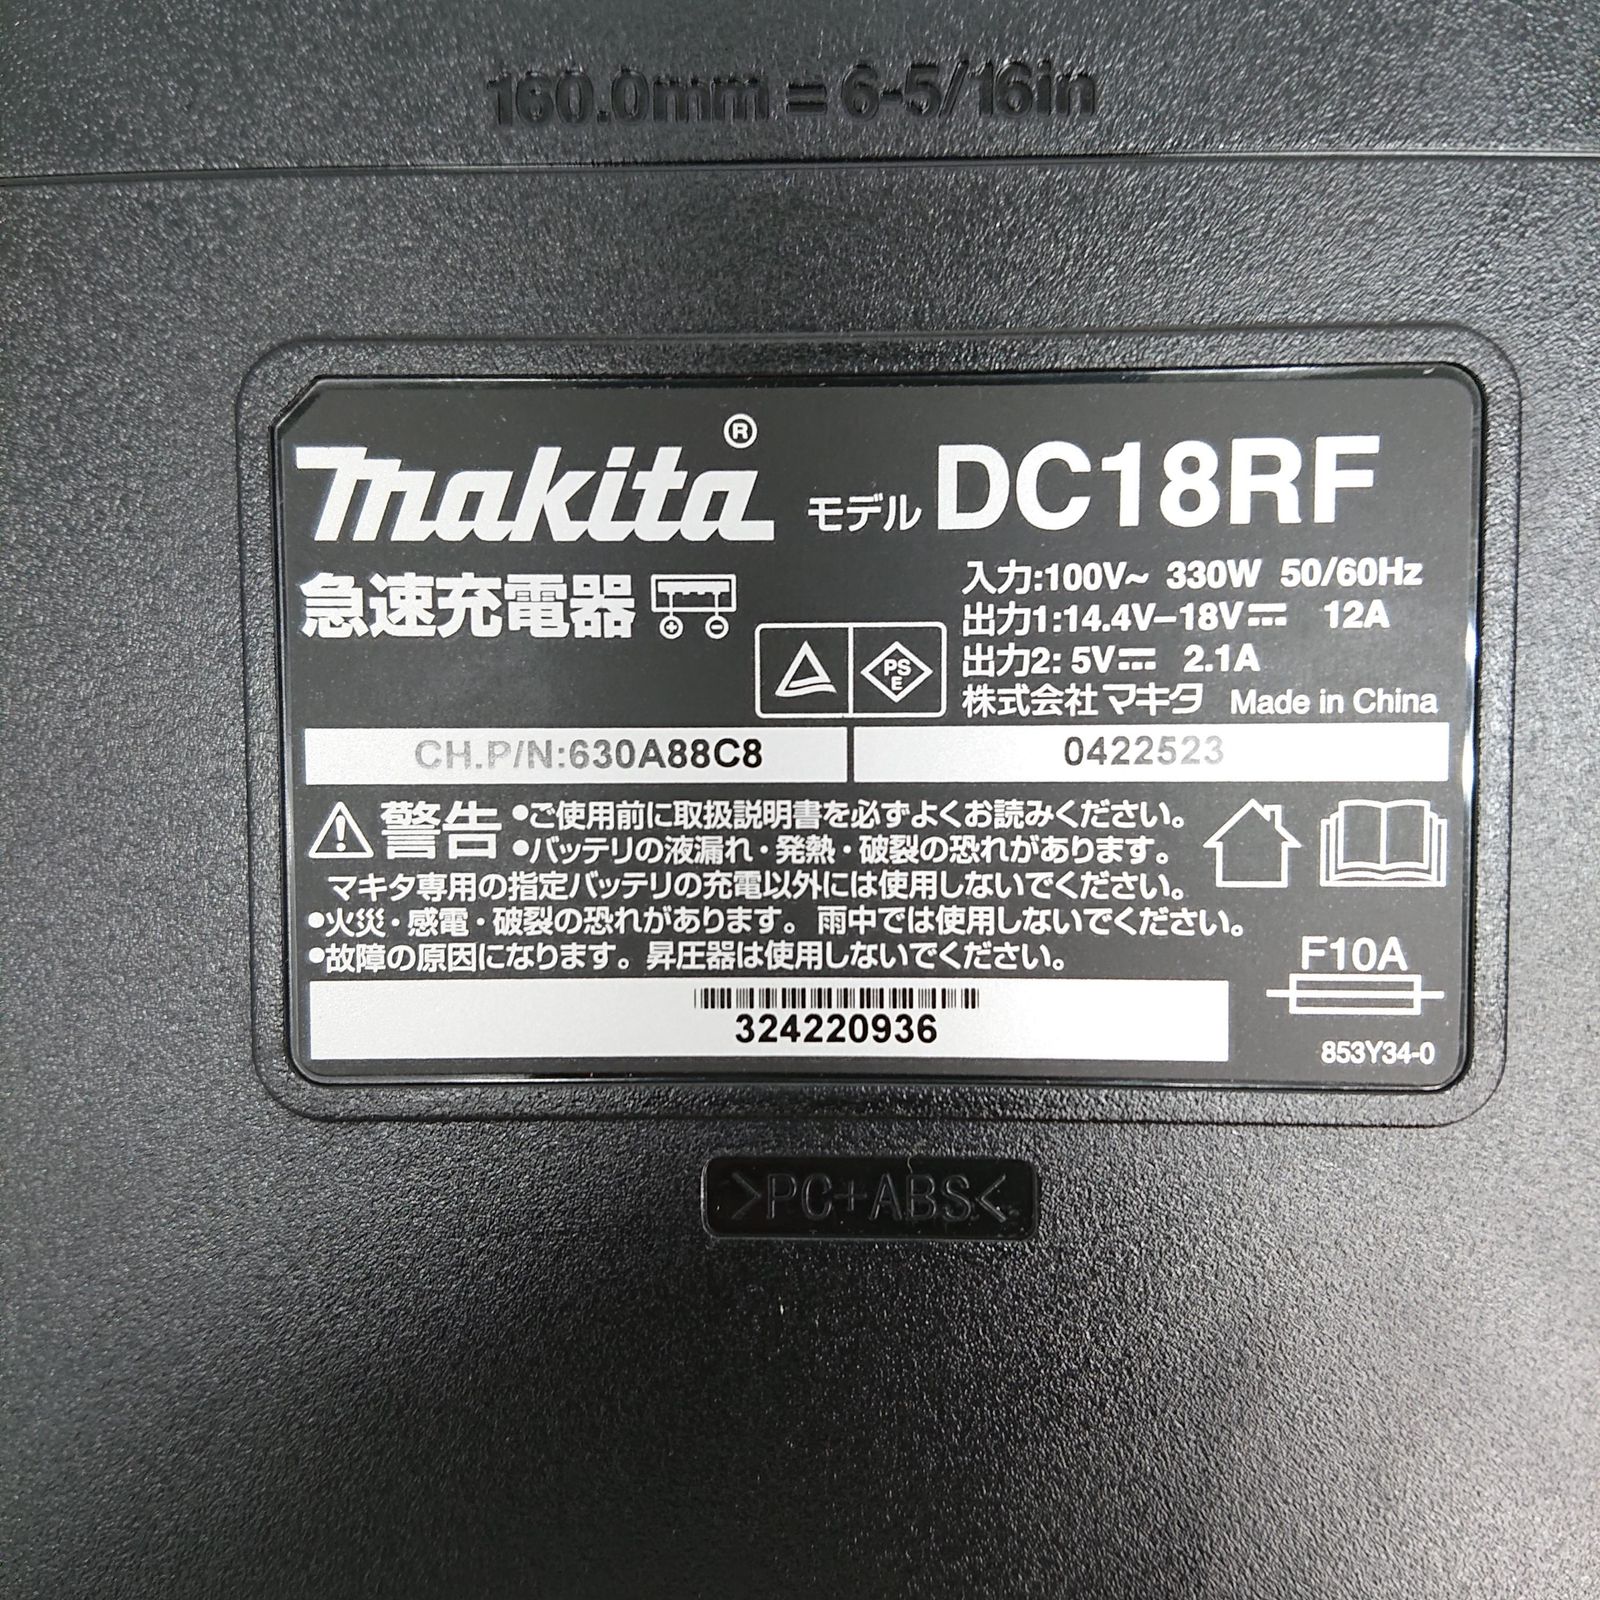 160.0mm = 6-5/16in
makita®
モデル DC18RF
急速充電器
入力:100V~ 330W 50/60Hz
出力1:14.4V–18V⎓ 12A
出力2: 5V⎓ 2.1A
PS
E
株式会社マキタ Made in China
CH.P/N:630A88C8
0422523
警告 •ご使用前に取扱説明書を必ずよくお読みください。
•バッテリの液漏れ・発熱・破裂の恐れがあります。
マキタ専用の指定バッテリの充電以外には使用しないでください。
•火災・感電・破裂の恐れがあります。雨中では使用しないでください。
•故障の原因になります。昇圧器は使用しないでください。
F10A
324220936
853Y34-0
>PC+ABS<